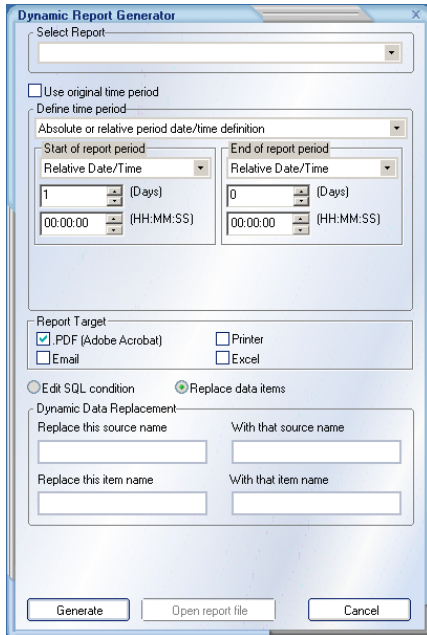 Dynamic Report Generator X
Select Report
Use original time period
Define time period
Absolute or relative period date/time definition
Start of report period End of report period
Relative Date/Time Relative Date/Time
1 (Days) 0 (Days)
00:00:00 (HH:MM:SS) 00:00:00 (HH:MM:SS)
Report Target
.PDF (Adobe Acrobat) Printer
Email Excel
Edit SQL condition Replace data items
Dynamic Data Replacement
Replace this source name With that source name
Replace this item name With that item name
Generate Open report file Cancel